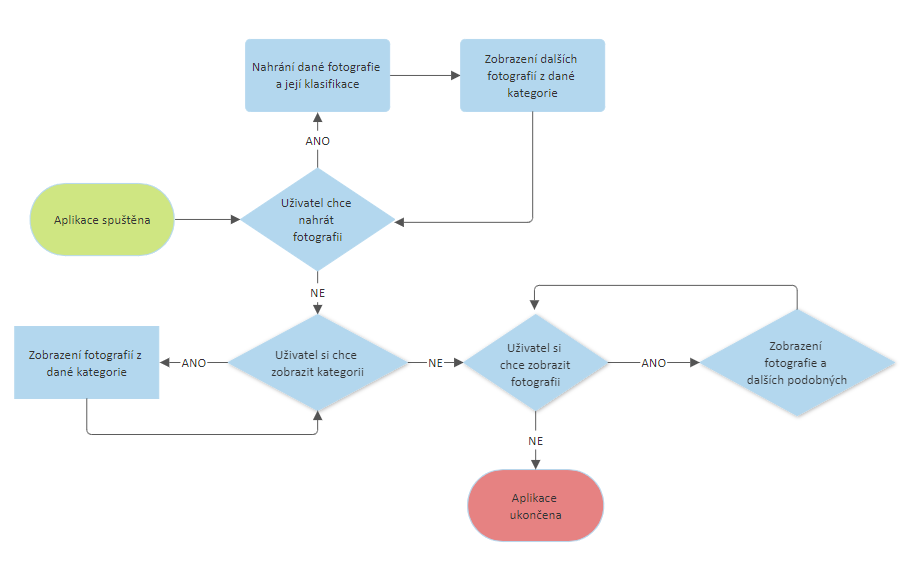 Nahrání dané fotografie
a její klasifikace
Zobrazení dalších
fotografií z dané
kategorie
ANO
Aplikace spuštěna
Uživatel chce
nahrát
fotografii
NE
Zobrazení fotografií z
dané kategorie
ANO
Uživatel si chce
zobrazit kategorii
NE
Uživatel si
chce zobrazit
fotografii
ANO
Zobrazení
fotografie a
dalších podobných
NE
Aplikace
ukončena